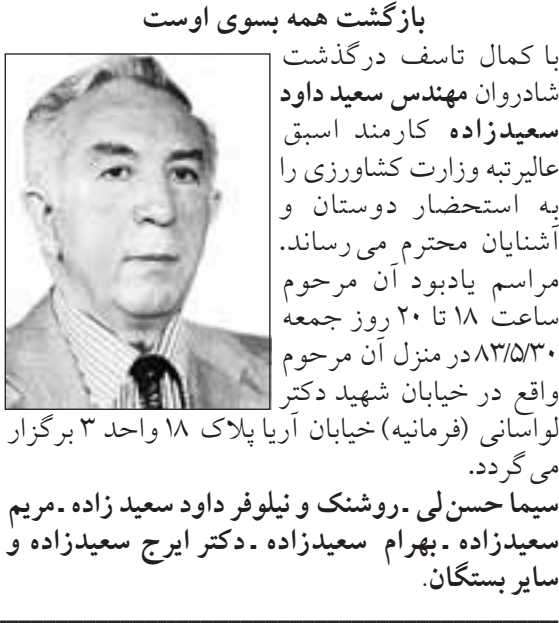 بازگشت همه بسوی اوست
با کمال تاسف درگذشت
شادروان مهندس سعید داود
سعیدزاده کارمند اسبق
عالیرتبه وزارت کشاورزی را
به استحضار دوستان و
آشنایان محترم می‌رساند.
مراسم یادبود آن مرحوم
ساعت ۱۸ تا ۲۰ روز جمعه
۸۳/۵/۳۰ در منزل آن مرحوم
واقع در خیابان شهید دکتر
لواسانی (فرمانیه) خیابان آریا پلاک ۱۸ واحد ۳ برگزار
می‌گردد.
سیما حسن‌لی ـ روشنک و نیلوفر داود سعید زاده ـ مریم
سعیدزاده ـ بهرام سعیدزاده ـ دکتر ایرج سعیدزاده و
سایر بستگان.